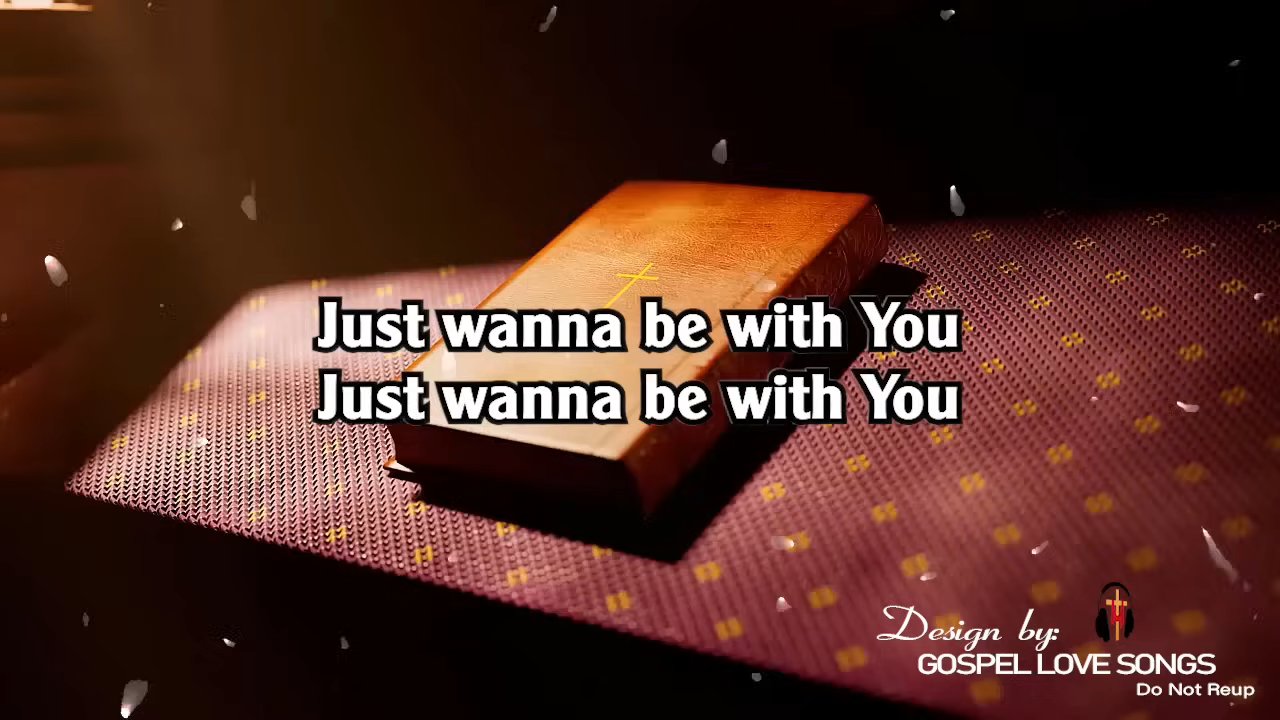 Just wanna be with You
Just wanna be with You
Design by:
GOSPEL LOVE SONGS
Do Not Reup